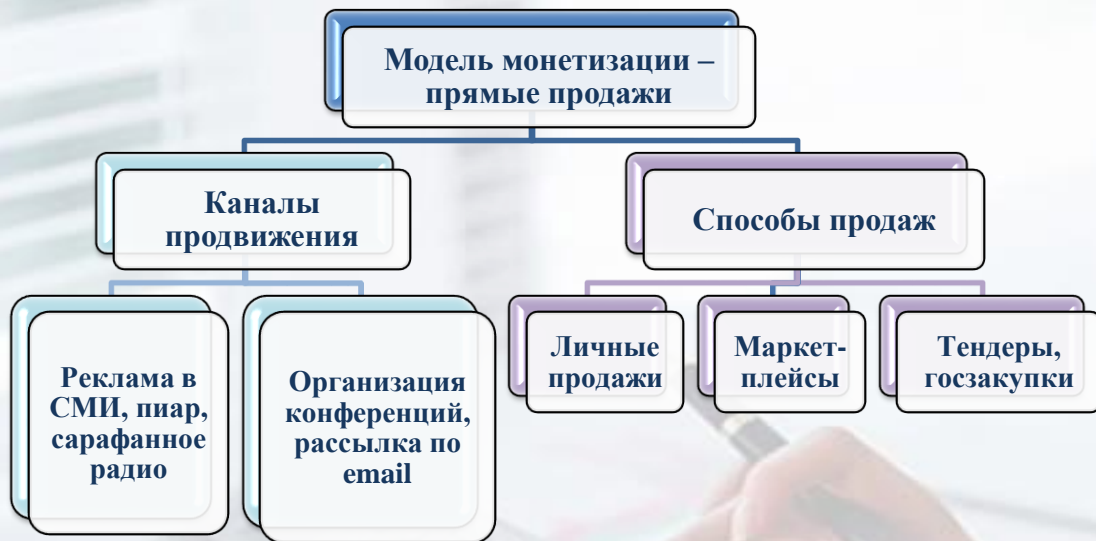 Модель монетизации –
прямые продажи
Каналы
продвижения
Способы продаж
Реклама в
СМИ, пиар,
сарафанное
радио
Организация
конференций,
рассылка по
email
Личные
продажи
Маркет-
плейсы
Тендеры,
госзакупки